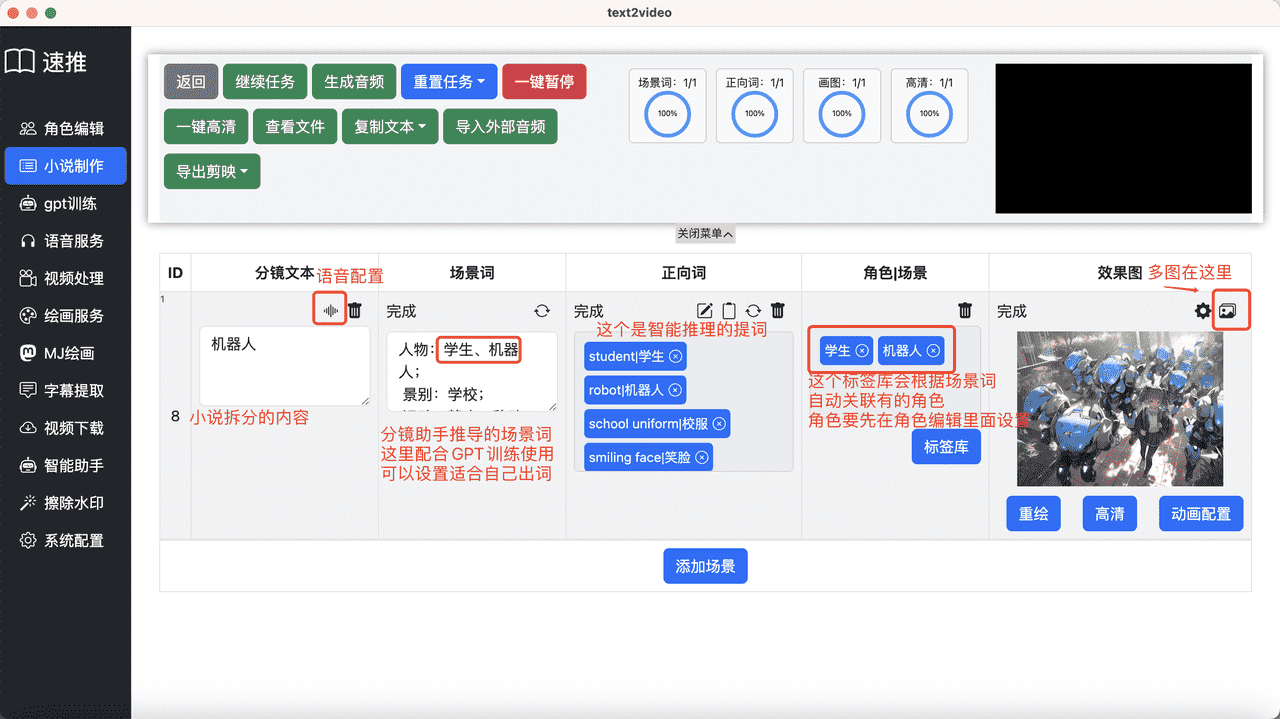 text2video
速推
角色编辑
小说制作
gpt训练
语音服务
视频处理
绘画服务
MJ绘画
字幕提取
视频下载
智能助手
擦除水印
系统配置
返回
继续任务
生成音频
重置任务
一键暂停
一键高清
查看文件
复制文本
导入外部音频
导出剪映
场景词：1/1
100%
正向词：1/1
100%
画图：1/1
100%
高清：1/1
100%
关闭菜单
ID
分镜文本
语音配置
场景词
正向词
角色|场景
效果图
多图在这里
1
8
机器人
小说拆分的内容
完成
人物：学生、机器
人；
景别：学校；
分镜助手推导的场景词
这里配合GPT训练使用
可以设置适合自己出词
完成
这个是智能推理的提词
student|学生
robot|机器人
school uniform|校服
smiling face|笑脸
学生
机器人
这个标签库会根据场景词
自动关联有的角色
角色要先在角色编辑里面设置
标签库
完成
重绘
高清
动画配置
添加场景